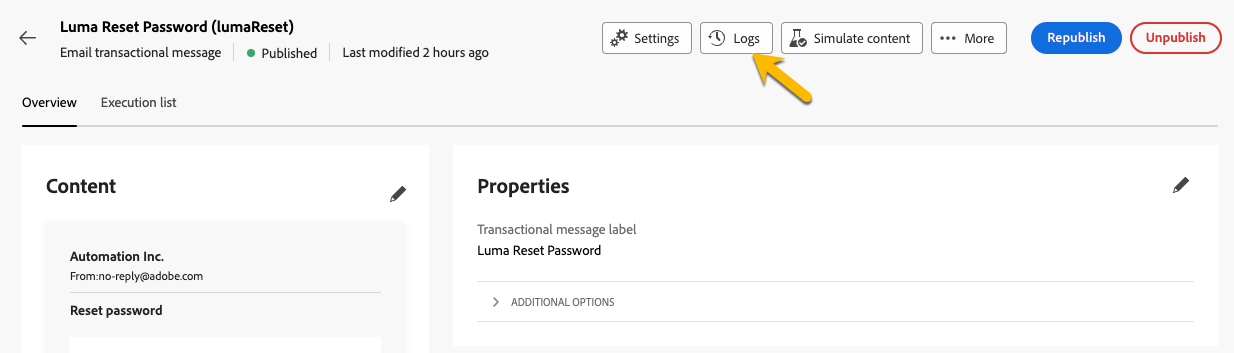 Luma Reset Password (lumaReset)
Email transactional message Published Last modified 2 hours ago
Settings Logs Simulate content More Republish Unpublish
Overview Execution list
Content
Automation Inc.
From:no-reply@adobe.com
Reset password
Properties
Transactional message label
Luma Reset Password
ADDITIONAL OPTIONS